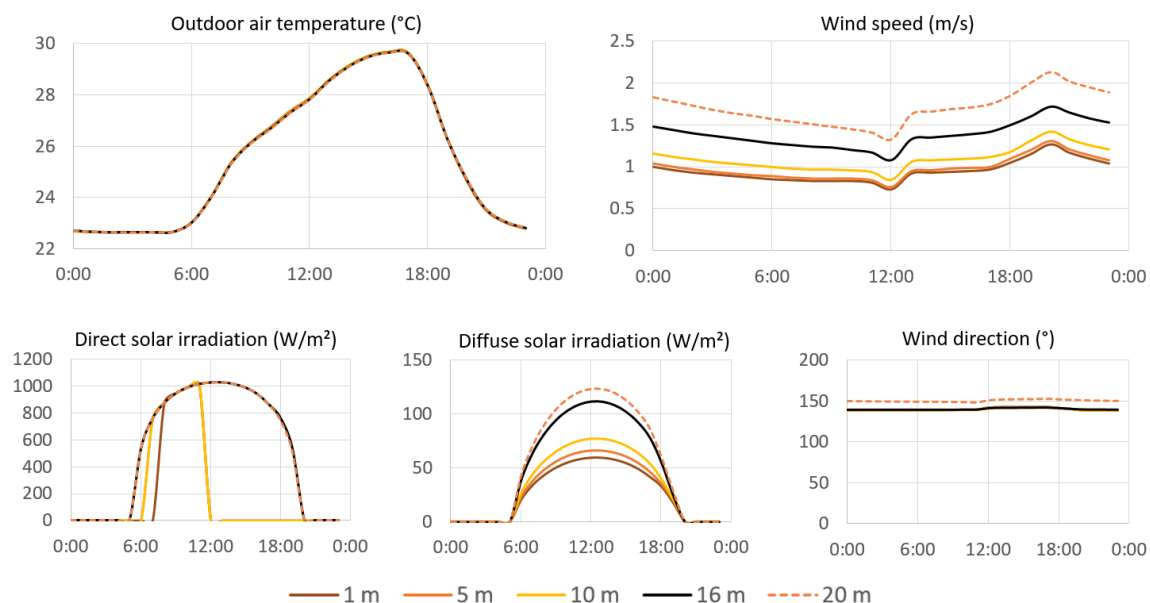 Outdoor air temperature (°C)
30
28
26
24
22
0:00 6:00 12:00 18:00 0:00
Wind speed (m/s)
2.5
2
1.5
1
0.5
0
0:00 6:00 12:00 18:00 0:00
Direct solar irradiation (W/m²)
1200
1000
800
600
400
200
0
0:00 6:00 12:00 18:00 0:00
Diffuse solar irradiation (W/m²)
150
100
50
0
0:00 6:00 12:00 18:00 0:00
Wind direction (°)
200
150
100
50
0
0:00 6:00 12:00 18:00 0:00
1 m 5 m 10 m 16 m 20 m